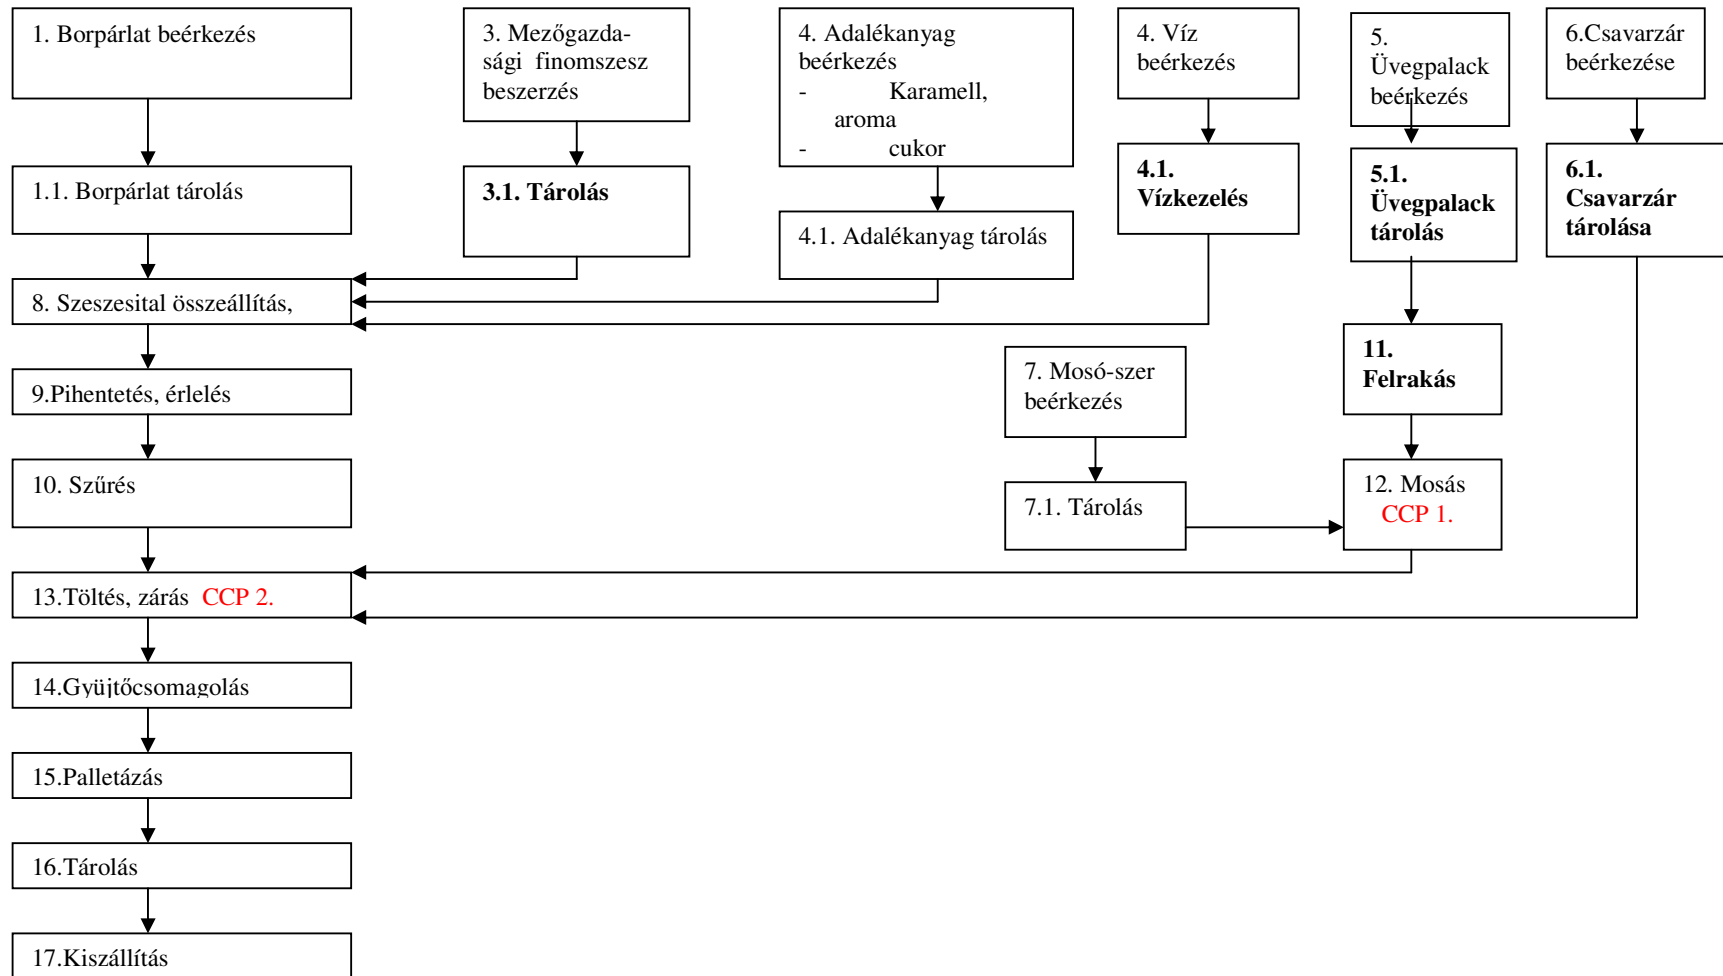 1. Borpárlat beérkezés
3. Mezőgazda-
sági finomszesz
beszerzés
4. Adalékanyag
beérkezés
- Karamell,
aroma
- cukor
4. Víz
beérkezés
5.
Üvegpalack
beérkezés
6.Csavarzár
beérkezése
1.1. Borpárlat tárolás
3.1. Tárolás
4.1. Adalékanyag tárolás
4.1.
Vízkezelés
5.1.
Üvegpalack
tárolás
6.1.
Csavarzár
tárolása
8. Szeszesital összeállítás,
9.Pihentetés, érlelés
7. Mosó-szer
beérkezés
11.
Felrakás
10. Szűrés
7.1. Tárolás
12. Mosás
CCP 1.
13.Töltés, zárás CCP 2.
14.Gyüjtőcsomagolás
15.Palletázás
16.Tárolás
17.Kiszállítás